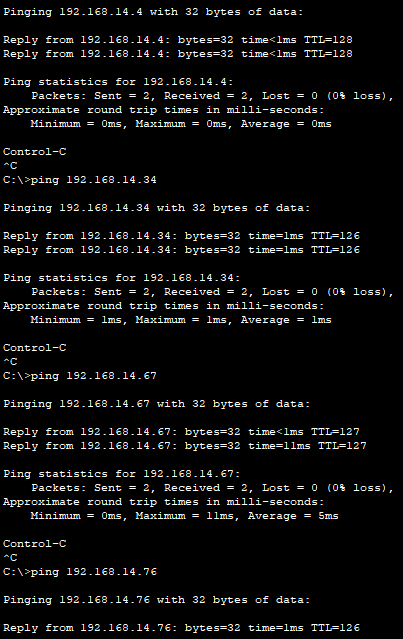 Pinging 192.168.14.4 with 32 bytes of data:
Reply from 192.168.14.4: bytes=32 time<1ms TTL=128
Reply from 192.168.14.4: bytes=32 time<1ms TTL=128
Ping statistics for 192.168.14.4:
Packets: Sent = 2, Received = 2, Lost = 0 (0% loss),
Approximate round trip times in milli-seconds:
Minimum = 0ms, Maximum = 0ms, Average = 0ms
Control-C
^C
C:\>ping 192.168.14.34
Pinging 192.168.14.34 with 32 bytes of data:
Reply from 192.168.14.34: bytes=32 time=1ms TTL=126
Reply from 192.168.14.34: bytes=32 time=1ms TTL=126
Ping statistics for 192.168.14.34:
Packets: Sent = 2, Received = 2, Lost = 0 (0% loss),
Approximate round trip times in milli-seconds:
Minimum = 1ms, Maximum = 1ms, Average = 1ms
Control-C
^C
C:\>ping 192.168.14.67
Pinging 192.168.14.67 with 32 bytes of data:
Reply from 192.168.14.67: bytes=32 time<1ms TTL=127
Reply from 192.168.14.67: bytes=32 time=11ms TTL=127
Ping statistics for 192.168.14.67:
Packets: Sent = 2, Received = 2, Lost = 0 (0% loss),
Approximate round trip times in milli-seconds:
Minimum = 0ms, Maximum = 11ms, Average = 5ms
Control-C
^C
C:\>ping 192.168.14.76
Pinging 192.168.14.76 with 32 bytes of data:
Reply from 192.168.14.76: bytes=32 time=1ms TTL=126